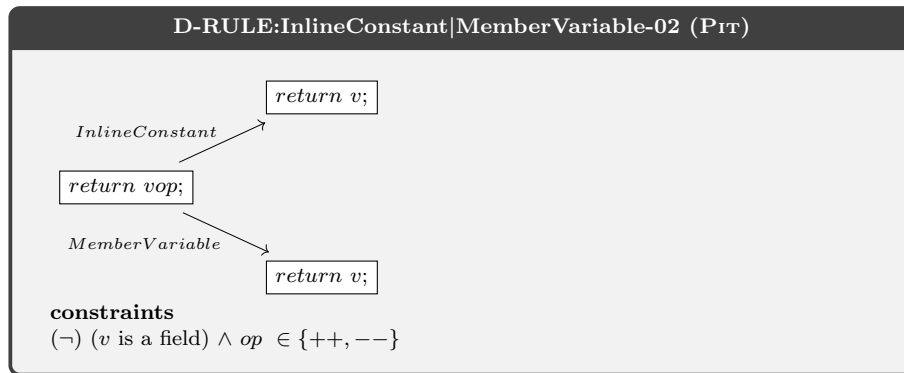 D-RULE:InlineConstant|MemberVariable-02 (PIT)
return v;
InlineConstant
return vop;
MemberVariable
return v;
constraints
(¬) (v is a field) ∧ op ∈ {++, −−}